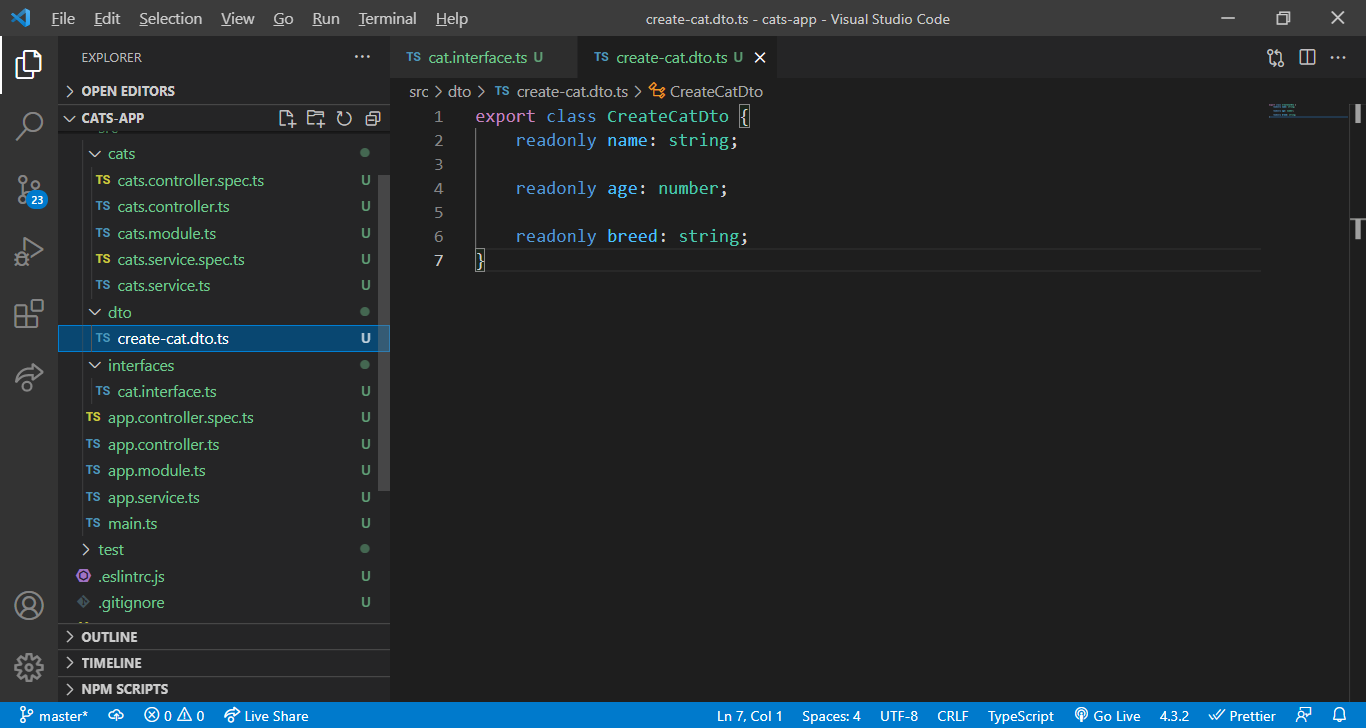 File Edit Selection View Go Run Terminal Help create-cat.dto.ts - cats-app - Visual Studio Code
EXPLORER
TS cat.interface.ts U TS create-cat.dto.ts U
OPEN EDITORS
src > dto > TS create-cat.dto.ts > CreateCatDto
CATS-APP
cats
TS cats.controller.spec.ts U
TS cats.controller.ts U
TS cats.module.ts U
TS cats.service.spec.ts U
TS cats.service.ts U
dto
TS create-cat.dto.ts U
interfaces
TS cat.interface.ts U
TS app.controller.spec.ts U
TS app.controller.ts U
TS app.module.ts U
TS app.service.ts U
TS main.ts U
test
.eslintrc.js U
.gitignore U
OUTLINE
TIMELINE
NPM SCRIPTS
23
1 export class CreateCatDto {
2 readonly name: string;
3
4 readonly age: number;
5
6 readonly breed: string;
7 }
master* 0 0 Live Share Ln 7, Col 1 Spaces: 4 UTF-8 CRLF TypeScript Go Live 4.3.2 Prettier